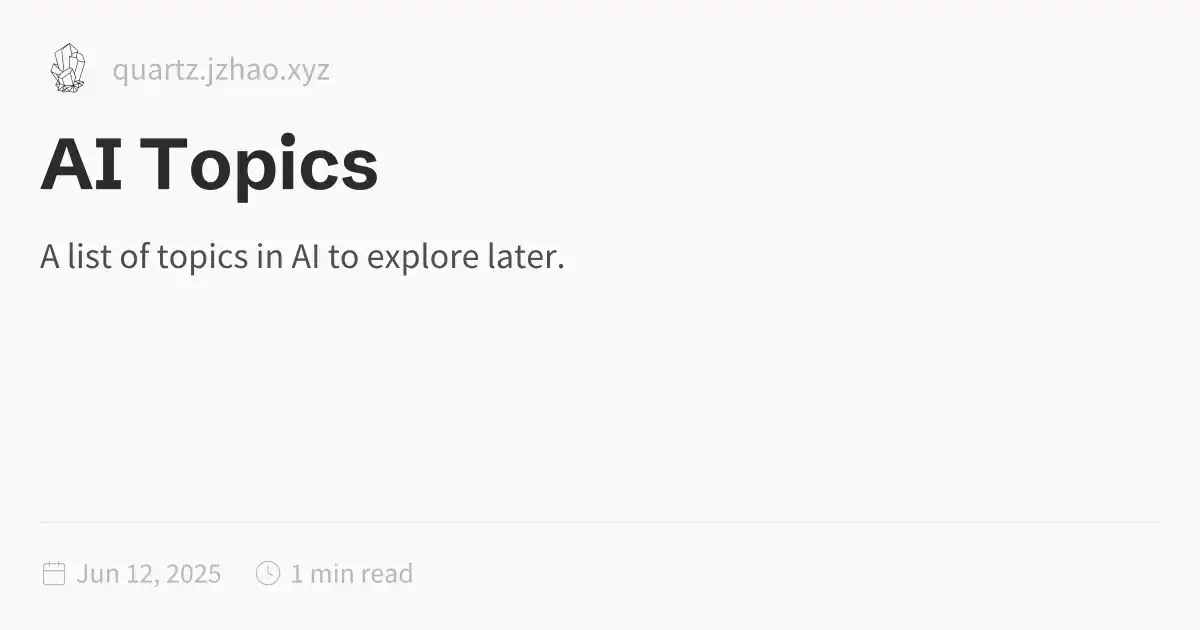 quartz.jzhao.xyz
AI Topics
A list of topics in AI to explore later.
Jun 12, 2025 1 min read